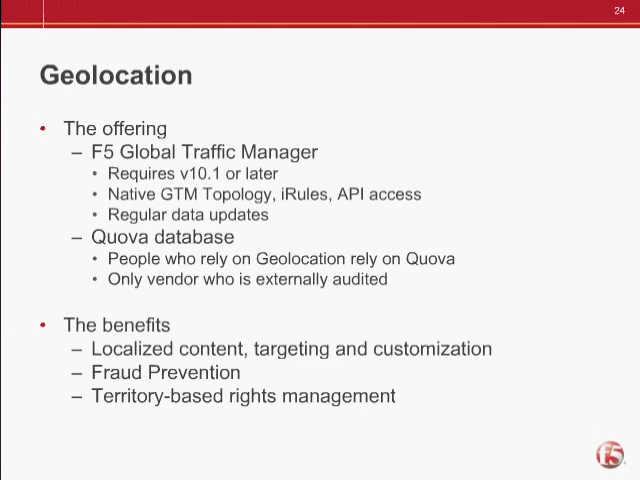 24
Geolocation
• The offering
– F5 Global Traffic Manager
• Requires v10.1 or later
• Native GTM Topology, iRules, API access
• Regular data updates
– Quova database
• People who rely on Geolocation rely on Quova
• Only vendor who is externally audited
• The benefits
– Localized content, targeting and customization
– Fraud Prevention
– Territory-based rights management
f5